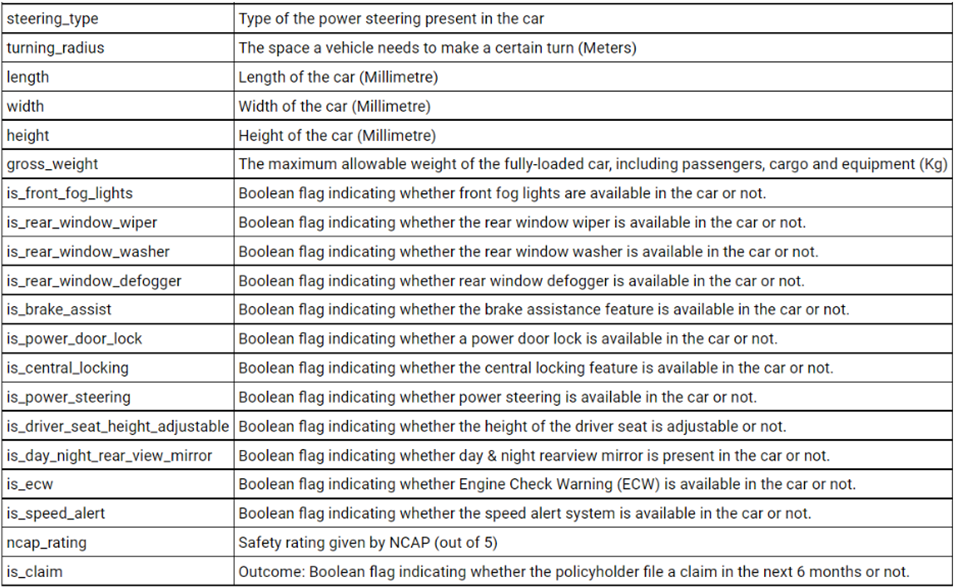 steering_type Type of the power steering present in the car
turning_radius The space a vehicle needs to make a certain turn (Meters)
length Length of the car (Millimetre)
width Width of the car (Millimetre)
height Height of the car (Millimetre)
gross_weight The maximum allowable weight of the fully-loaded car, including passengers, cargo and equipment (Kg)
is_front_fog_lights Boolean flag indicating whether front fog lights are available in the car or not.
is_rear_window_wiper Boolean flag indicating whether the rear window wiper is available in the car or not.
is_rear_window_washer Boolean flag indicating whether the rear window washer is available in the car or not.
is_rear_window_defogger Boolean flag indicating whether rear window defogger is available in the car or not.
is_brake_assist Boolean flag indicating whether the brake assistance feature is available in the car or not.
is_power_door_lock Boolean flag indicating whether a power door lock is available in the car or not.
is_central_locking Boolean flag indicating whether the central locking feature is available in the car or not.
is_power_steering Boolean flag indicating whether power steering is available in the car or not.
is_driver_seat_height_adjustable Boolean flag indicating whether the height of the driver seat is adjustable or not.
is_day_night_rear_view_mirror Boolean flag indicating whether day & night rearview mirror is present in the car or not.
is_ecw Boolean flag indicating whether Engine Check Warning (ECW) is available in the car or not.
is_speed_alert Boolean flag indicating whether the speed alert system is available in the car or not.
ncap_rating Safety rating given by NCAP (out of 5)
is_claim Outcome: Boolean flag indicating whether the policyholder file a claim in the next 6 months or not.